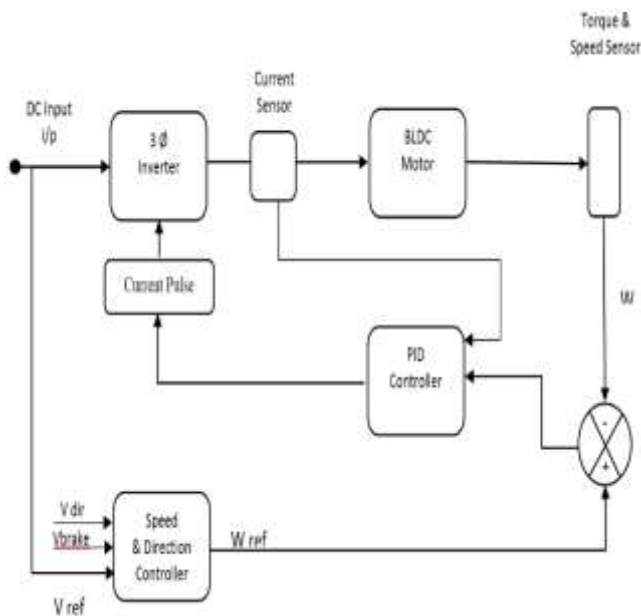 Torque &
Speed Sensor
Current
Sensor
DC Input
i/p
3 Ø
Inverter
BLDC
Motor
Current Pulse
W
PID
Controller
-
+
V dir
Vbrake
Speed
& Direction
Controller
W ref
V ref